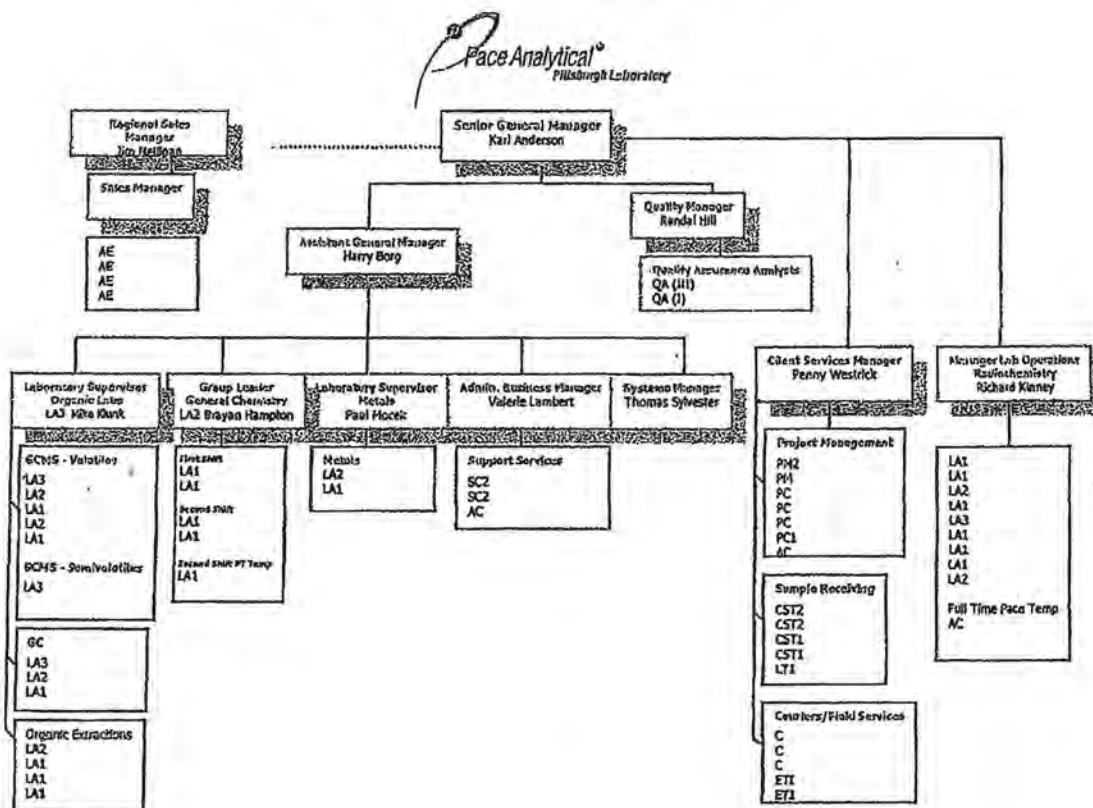 Pace Analytical
Pittsburgh Laboratory
Regional Sales
Manager
Jim
Senior General Manager
Karl Anderson
Sales Manager
AE
AE
AE
AE
Quality Manager
Randal Hill
Assistant General Manager
Harry Borg
Quality Assurance Analysts
QA (III)
QA (I)
Laboratory Supervisor
Organic Labs
LA3 Mike Klunk
Group Leader
General Chemistry
LA2 Brayan Hampton
Laboratory Supervisor
Metals
Paul Mocek
Admin. Business Manager
Valerie Lambert
Systems Manager
Thomas Sylvester
Client Services Manager
Penny Westrick
Manager Lab Operations
Radiochemistry
Richard Kinney
GCMS - Volatiles
LA3
LA2
LA1
LA2
LA1
GCMS - Semivolatiles
LA3
GC
LA3
LA2
LA1
Organic Extractions
LA2
LA1
LA1
LA1
First Shift
LA1
LA1
Second Shift
LA1
LA1
Second Shift PT Temp
LA1
Metals
LA2
LA1
Support Services
SC2
SC2
AC
Project Management
PM2
PM
PC
PC
PC
PC1
AC
Sample Receiving
CST2
CST2
CST1
CST1
LT1
Couriers/Field Services
C
C
C
ET1
ET1
LA1
LA1
LA2
LA1
LA3
LA1
LA1
LA1
LA2
Full Time Pace Temp
AC